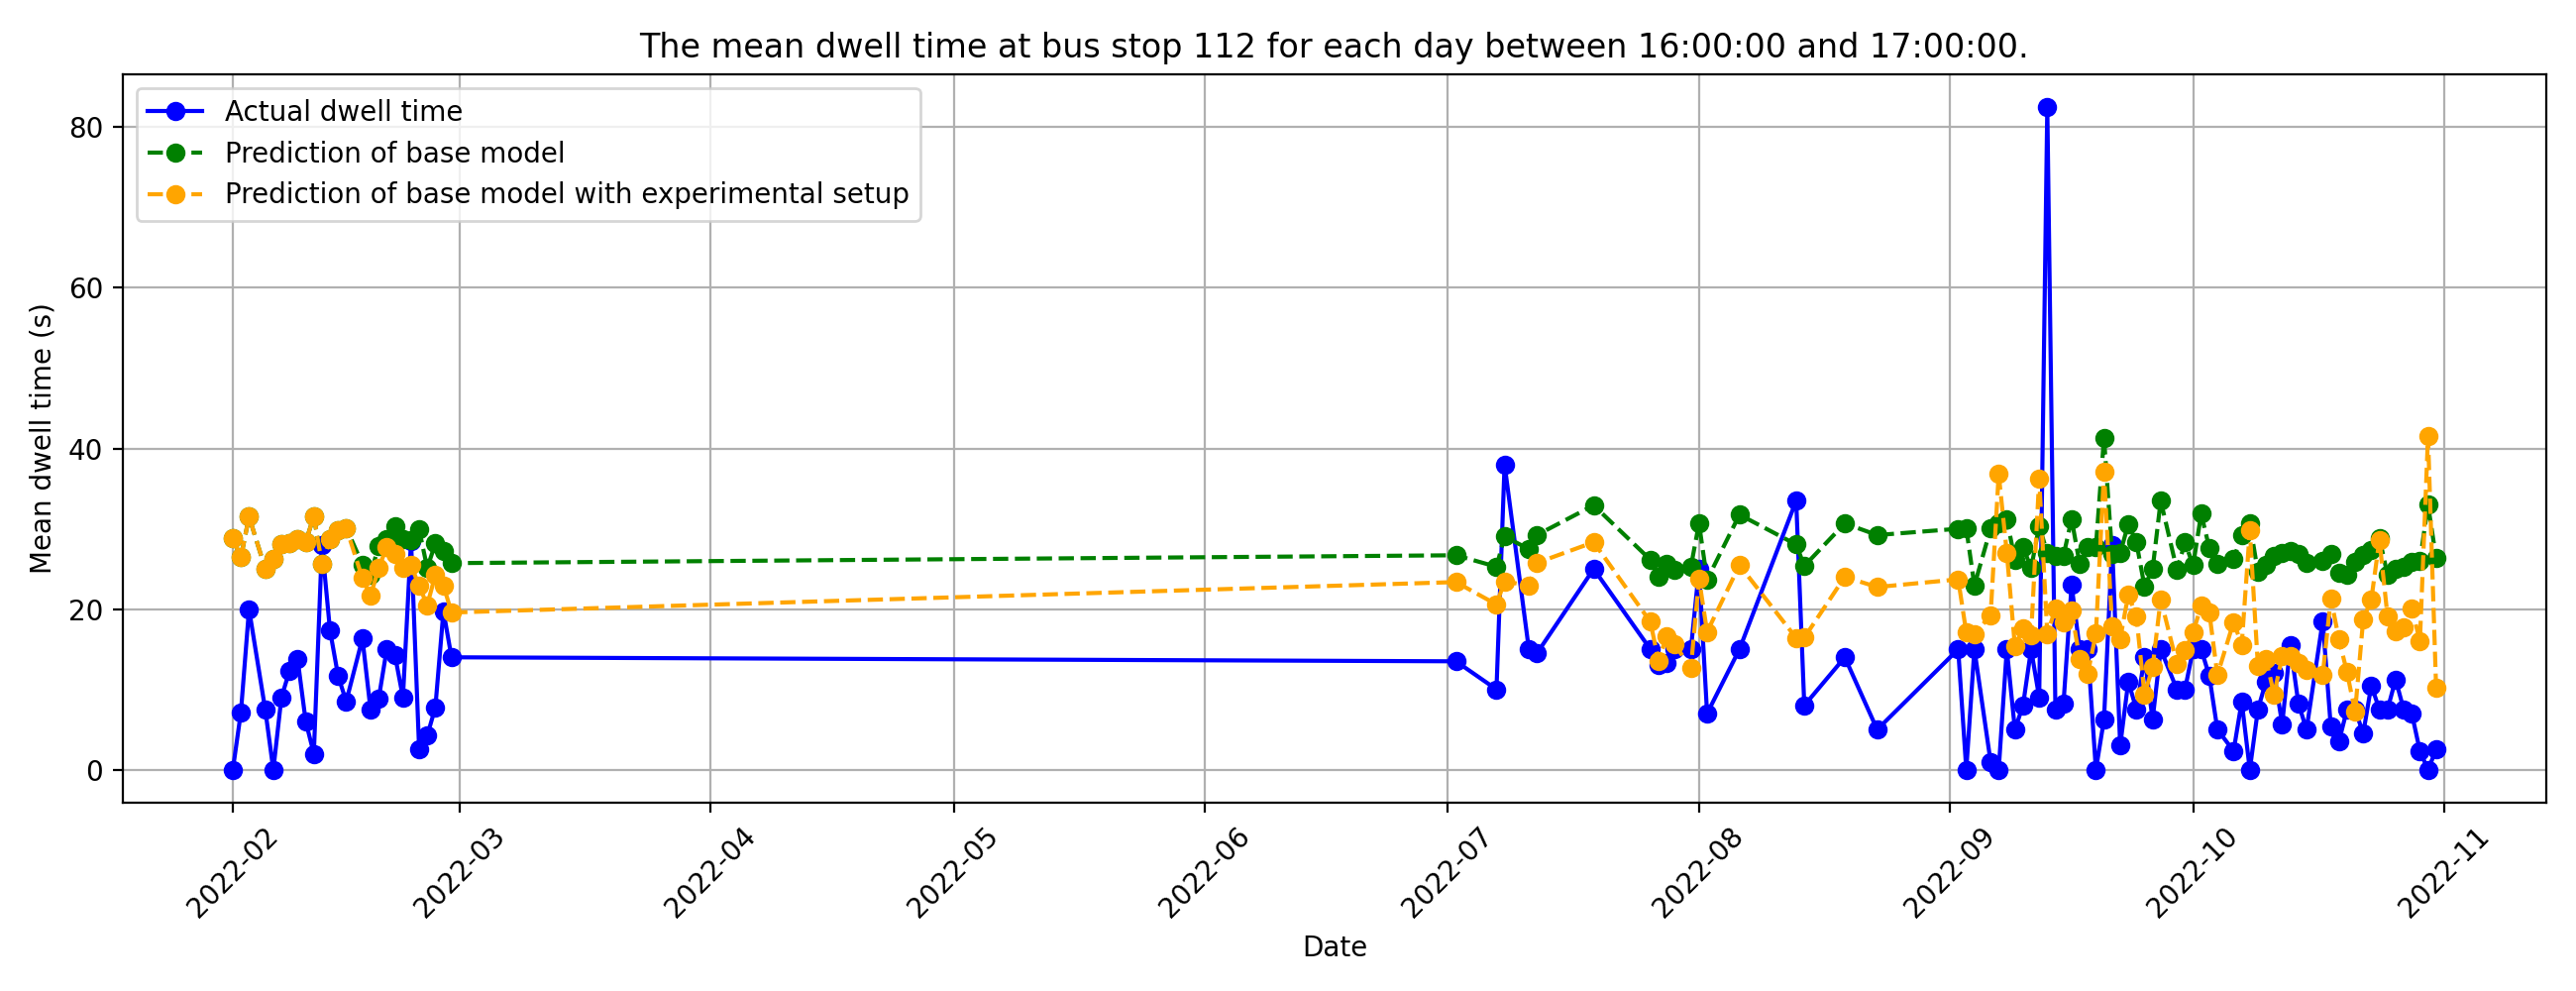 The mean dwell time at bus stop 112 for each day between 16:00:00 and 17:00:00.
Actual dwell time
Prediction of base model
Prediction of base model with experimental setup
Mean dwell time (s)
80
60
40
20
0
2022-02
2022-03
2022-04
2022-05
2022-06
2022-07
2022-08
2022-09
2022-10
2022-11
Date